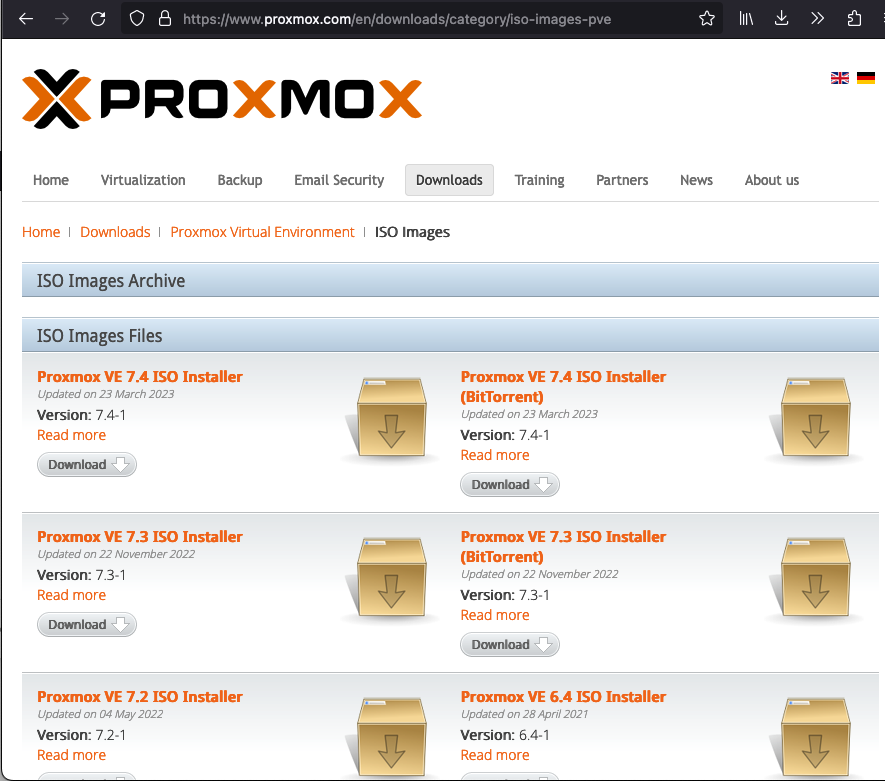 https://www.proxmox.com/en/downloads/category/iso-images-pve
PROXMOX
Home Virtualization Backup Email Security Downloads Training Partners News About us
Home | Downloads | Proxmox Virtual Environment | ISO Images
ISO Images Archive
ISO Images Files
Proxmox VE 7.4 ISO Installer
Updated on 23 March 2023
Version: 7.4-1
Read more
Download
Proxmox VE 7.4 ISO Installer
(BitTorrent)
Updated on 23 March 2023
Version: 7.4-1
Read more
Download
Proxmox VE 7.3 ISO Installer
Updated on 22 November 2022
Version: 7.3-1
Read more
Download
Proxmox VE 7.3 ISO Installer
(BitTorrent)
Updated on 22 November 2022
Version: 7.3-1
Read more
Download
Proxmox VE 7.2 ISO Installer
Updated on 04 May 2022
Version: 7.2-1
Read more
Proxmox VE 6.4 ISO Installer
Updated on 28 April 2021
Version: 6.4-1
Read more